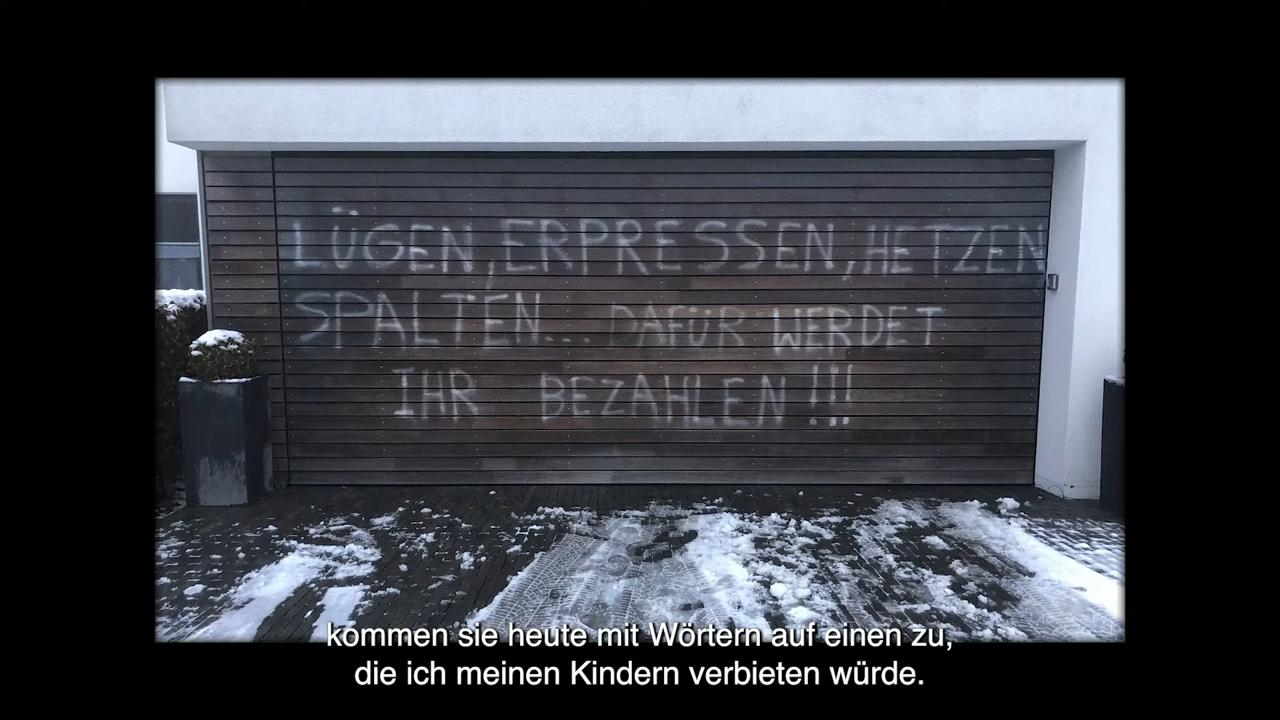 LÜGEN, ERPRESSEN, HETZEN
SPALTEN... DAFÜR WERDET
IHR BEZAHLEN!!!
kommen sie heute mit Wörtern auf einen zu,
die ich meinen Kindern verbieten würde.